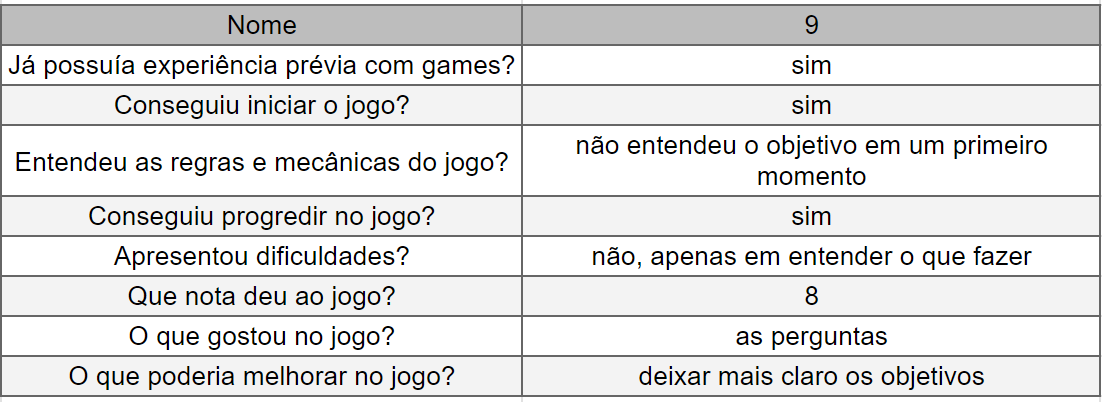 Nome 9
Já possuía experiência prévia com games? sim
Conseguiu iniciar o jogo? sim
Entendeu as regras e mecânicas do jogo? não entendeu o objetivo em um primeiro
momento
Conseguiu progredir no jogo? sim
Apresentou dificuldades? não, apenas em entender o que fazer
Que nota deu ao jogo? 8
O que gostou no jogo? as perguntas
O que poderia melhorar no jogo? deixar mais claro os objetivos